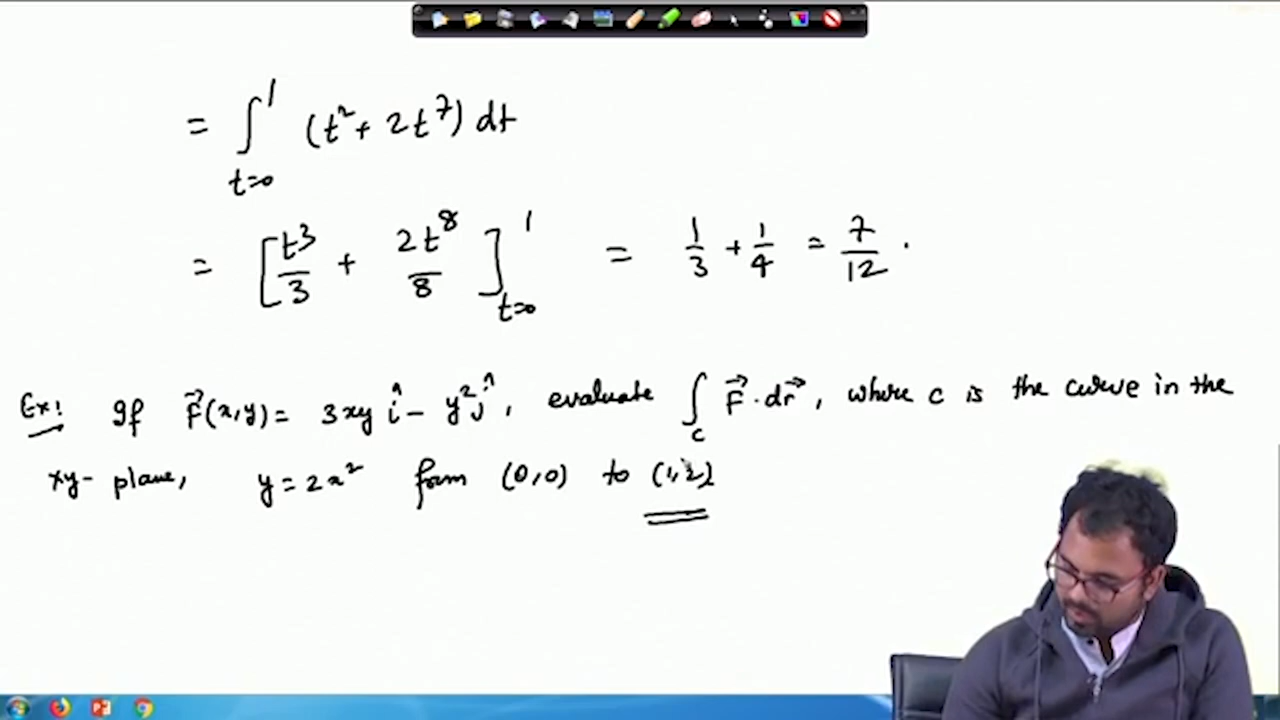 = ∫_{t=0}^{1} (t² + 2t⁷) dt
= [t³/3 + 2t⁸/8]_{t=0}^{1} = 1/3 + 1/4 = 7/12 .
Ex! If F⃗(x,y) = 3xy î - y² ĵ, evaluate ∫_c F⃗ · dr⃗, where c is the curve in the
xy- plane, y = 2x² form (0,0) to (1,2)